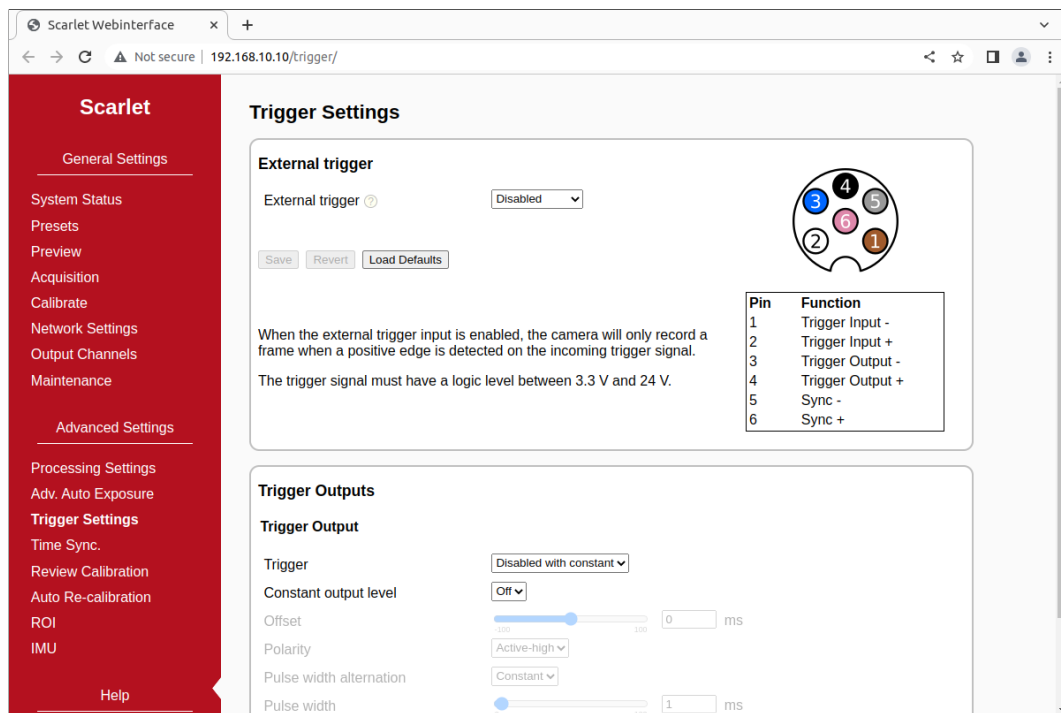 Scarlet Webinterface
Not secure 192.168.10.10/trigger/
Scarlet
General Settings
System Status
Presets
Preview
Acquisition
Calibrate
Network Settings
Output Channels
Maintenance
Advanced Settings
Processing Settings
Adv. Auto Exposure
Trigger Settings
Time Sync.
Review Calibration
Auto Re-calibration
ROI
IMU
Help
Trigger Settings
External trigger
External trigger ? Disabled
Save Revert Load Defaults
When the external trigger input is enabled, the camera will only record a
frame when a positive edge is detected on the incoming trigger signal.
The trigger signal must have a logic level between 3.3 V and 24 V.
4
3 5
6
2 1
Pin Function
1 Trigger Input -
2 Trigger Input +
3 Trigger Output -
4 Trigger Output +
5 Sync -
6 Sync +
Trigger Outputs
Trigger Output
Trigger Disabled with constant
Constant output level Off
Offset 0 ms
-100 100
Polarity Active-high
Pulse width alternation Constant
Pulse width 1 ms